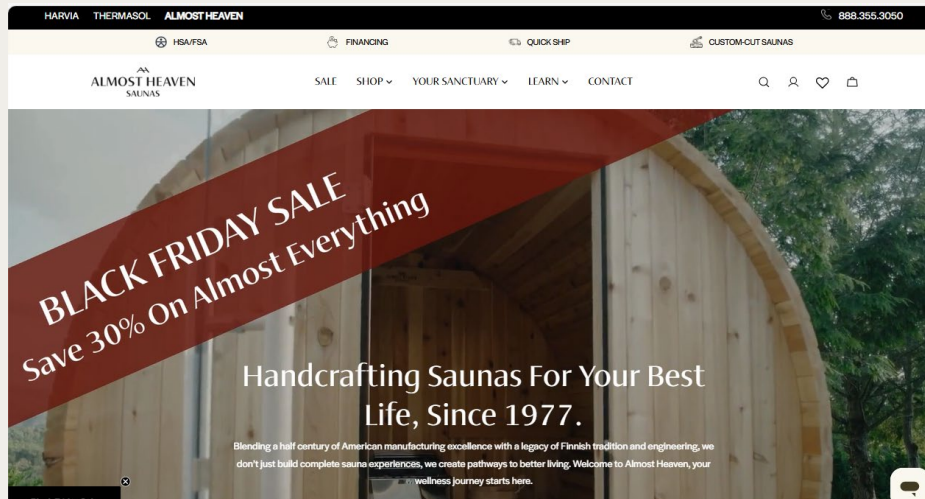 HARVIA THERMASOL ALMOST HEAVEN 888.355.3050
HSA/FSA FINANCING QUICK SHIP CUSTOM-CUT SAUNAS
ALMOST HEAVEN
SAUNAS
SALE SHOP YOUR SANCTUARY LEARN CONTACT
BLACK FRIDAY SALE
Save 30% On Almost Everything
Handcrafting Saunas For Your Best
Life, Since 1977.
Blending a half century of American manufacturing excellence with a legacy of Finnish tradition and engineering, we
don't just build complete sauna experiences, we create pathways to better living. Welcome to Almost Heaven, your
wellness journey starts here.